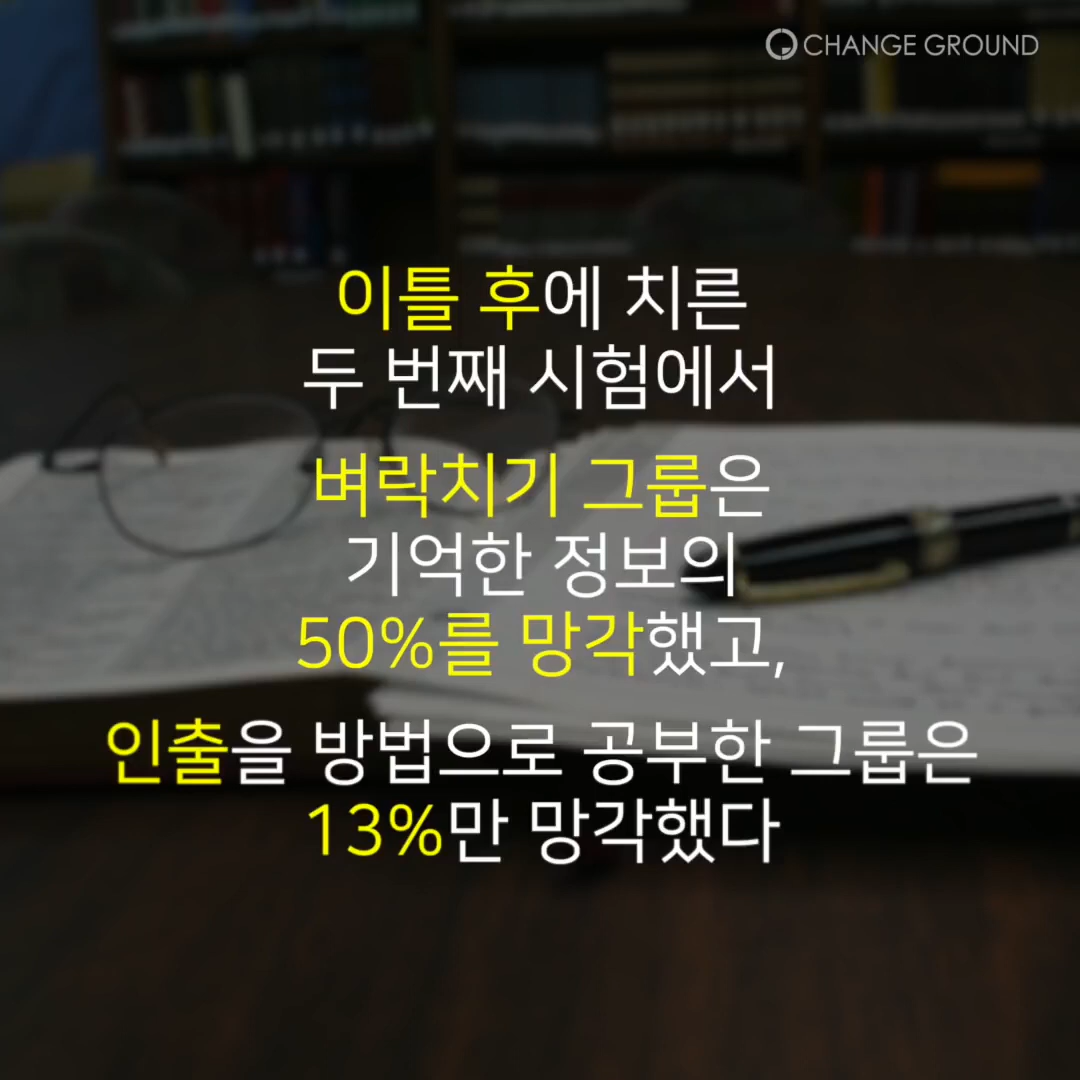 CHANGE GROUND
이틀 후에 치른
두 번째 시험에서
벼락치기 그룹은
기억한 정보의
50%를 망각했고,
인출을 방법으로 공부한 그룹은
13%만 망각했다